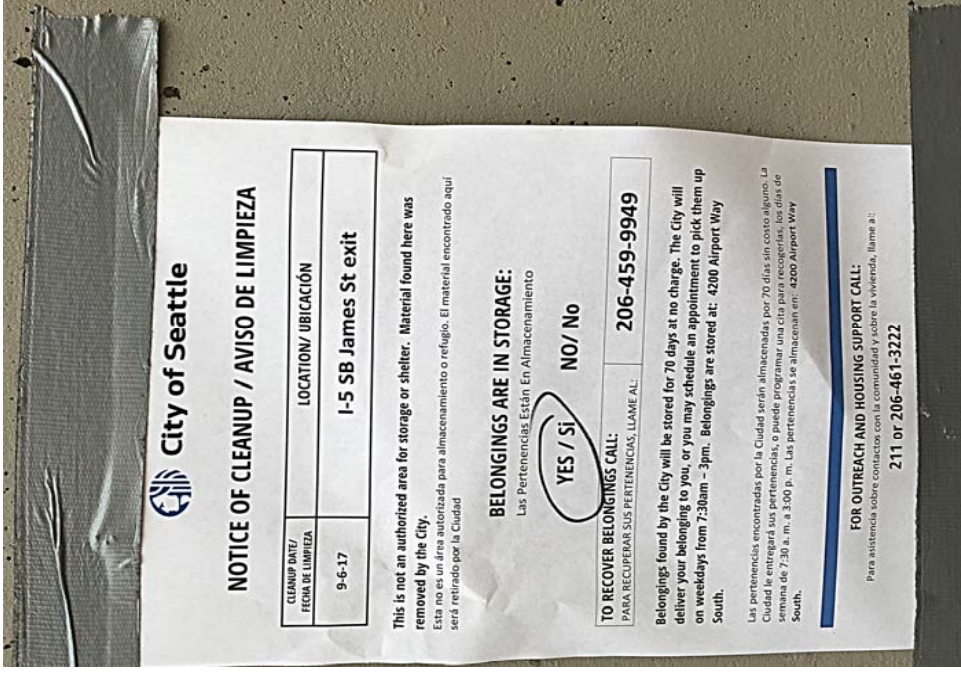 City of Seattle
NOTICE OF CLEANUP / AVISO DE LIMPIEZA
CLEANUP DATE/
FECHA DE LIMPIEZA
LOCATION/ UBICACIÓN
9-6-17
I-5 SB James St exit
This is not an authorized area for storage or shelter. Material found here was
removed by the City.
Esta no es un área autorizada para almacenamiento o refugio. El material encontrado aquí
será retirado por la Ciudad
BELONGINGS ARE IN STORAGE:
Las Pertenencias Están En Almacenamiento
YES / Si NO/ No
TO RECOVER BELONGINGS CALL:
PARA RECUPERAR SUS PERTENENCIAS, LLAME AL:
206-459-9949
Belongings found by the City will be stored for 70 days at no charge. The City will
deliver your belonging to you, or you may schedule an appointment to pick them up
on weekdays from 7:30am – 3pm. Belongings are stored at: 4200 Airport Way
South.
Las pertenencias encontradas por la Ciudad serán almacenadas por 70 días sin costo alguno. La
Ciudad le entregará sus pertenencias, o puede programar una cita para recogerlas, los días de
semana de 7:30 a. m. a 3:00 p. m. Las pertenencias se almacenan en: 4200 Airport Way
South.
FOR OUTREACH AND HOUSING SUPPORT CALL:
Para asistencia sobre contactos con la comunidad y sobre la vivienda, llame a:
211 or 206-461-3222